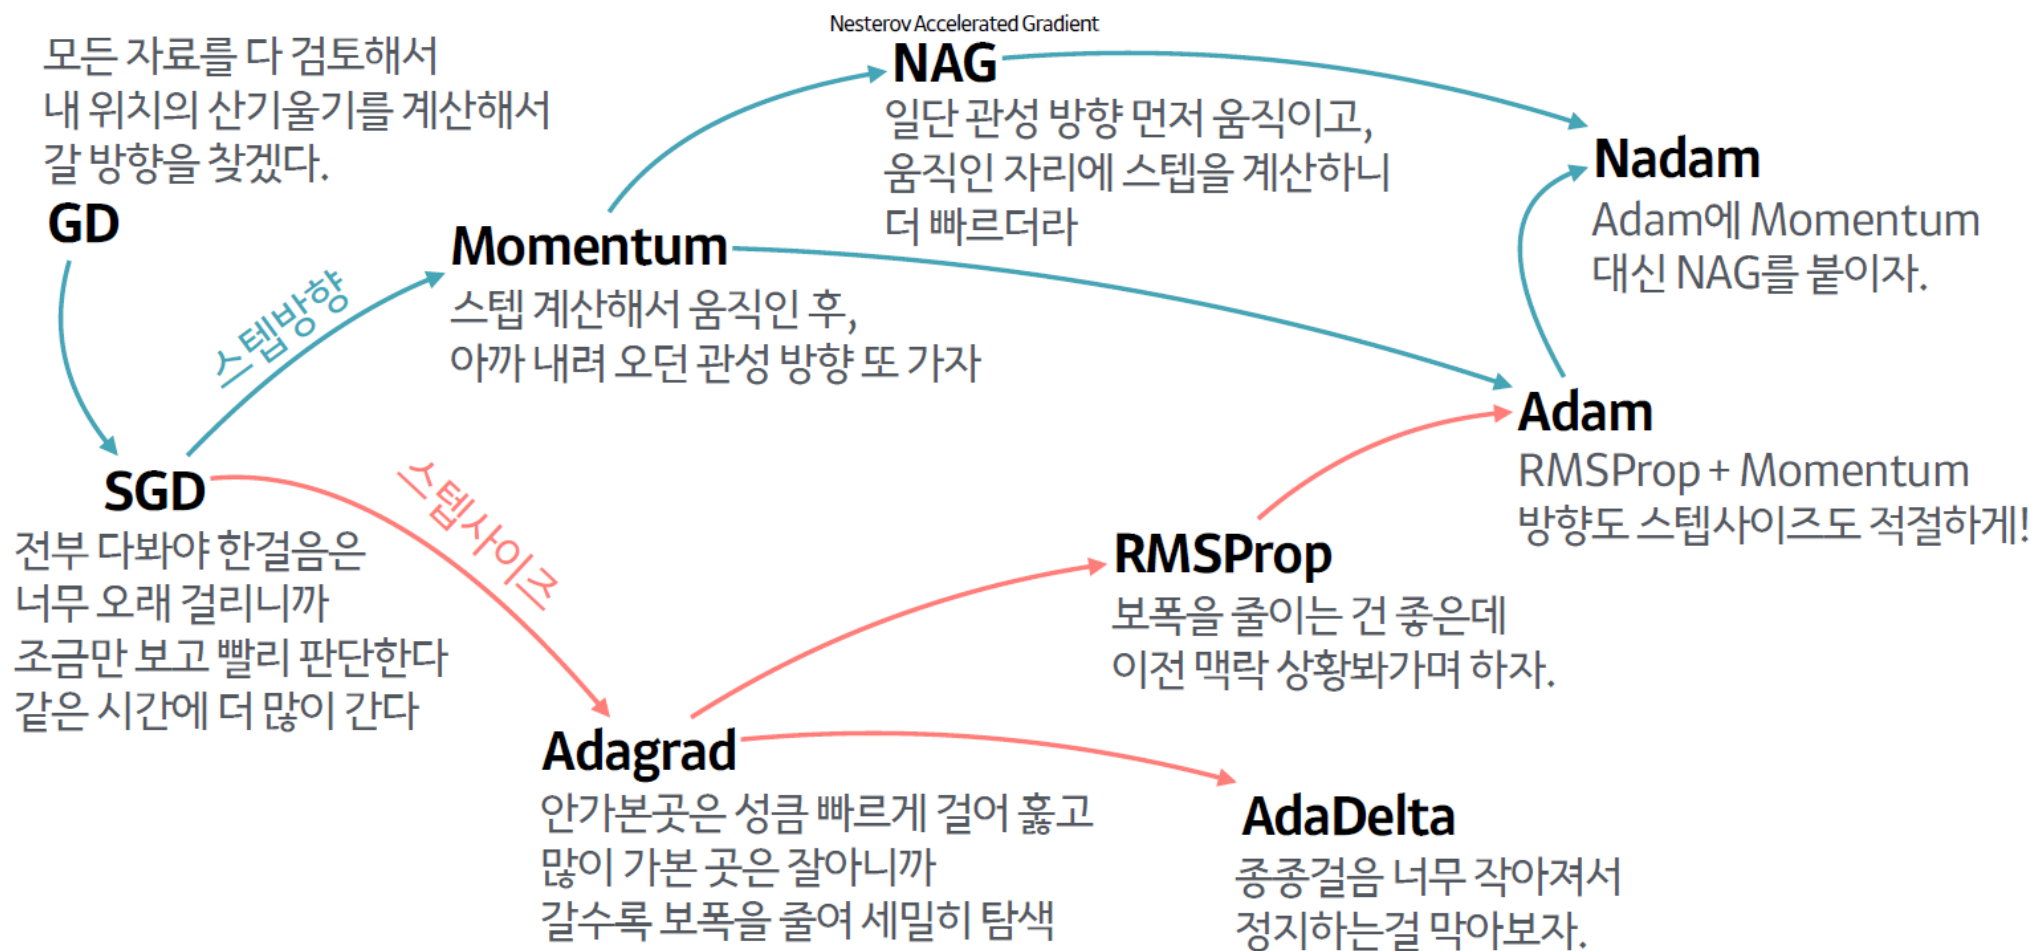 모든 자료를 다 검토해서
내 위치의 산기울기를 계산해서
갈 방향을 찾겠다.
GD
스텝방향
SGD
전부 다봐야 한걸음은
너무 오래 걸리니까
조금만 보고 빨리 판단한다
같은 시간에 더 많이 간다
Momentum
스텝 계산해서 움직인 후,
아까 내려 오던 관성 방향 또 가자
Nesterov Accelerated Gradient
NAG
일단 관성 방향 먼저 움직이고,
움직인 자리에 스텝을 계산하니
더 빠르더라
Nadam
Adam에 Momentum
대신 NAG를 붙이자.
Adam
RMSProp + Momentum
방향도 스텝사이즈도 적절하게!
스텝사이즈
RMSProp
보폭을 줄이는 건 좋은데
이전 맥락 상황봐가며 하자.
Adagrad
안가본곳은 성큼 빠르게 걸어 훑고
많이 가본 곳은 잘아니까
갈수록 보폭을 줄여 세밀히 탐색
AdaDelta
종종걸음 너무 작아져서
정지하는걸 막아보자.